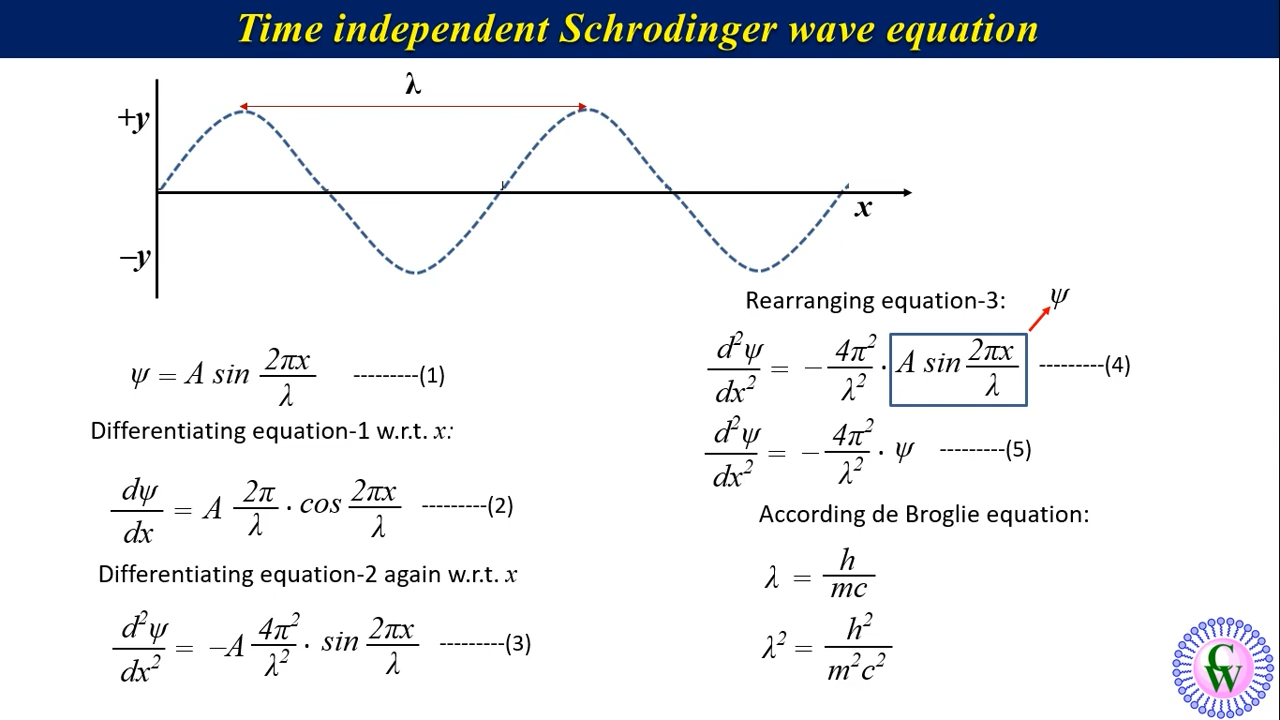 Time independent Schrodinger wave equation
λ
+y
x
−y
ψ = A sin 2πx/λ ---------(1)
Differentiating equation-1 w.r.t. x:
dψ/dx = A 2π/λ · cos 2πx/λ ---------(2)
Differentiating equation-2 again w.r.t. x
d²ψ/dx² = −A 4π²/λ² · sin 2πx/λ ---------(3)
Rearranging equation-3:
ψ
d²ψ/dx² = − 4π²/λ² · A sin 2πx/λ ---------(4)
d²ψ/dx² = − 4π²/λ² · ψ ---------(5)
According de Broglie equation:
λ = h/mc
λ² = h²/m²c²
CW